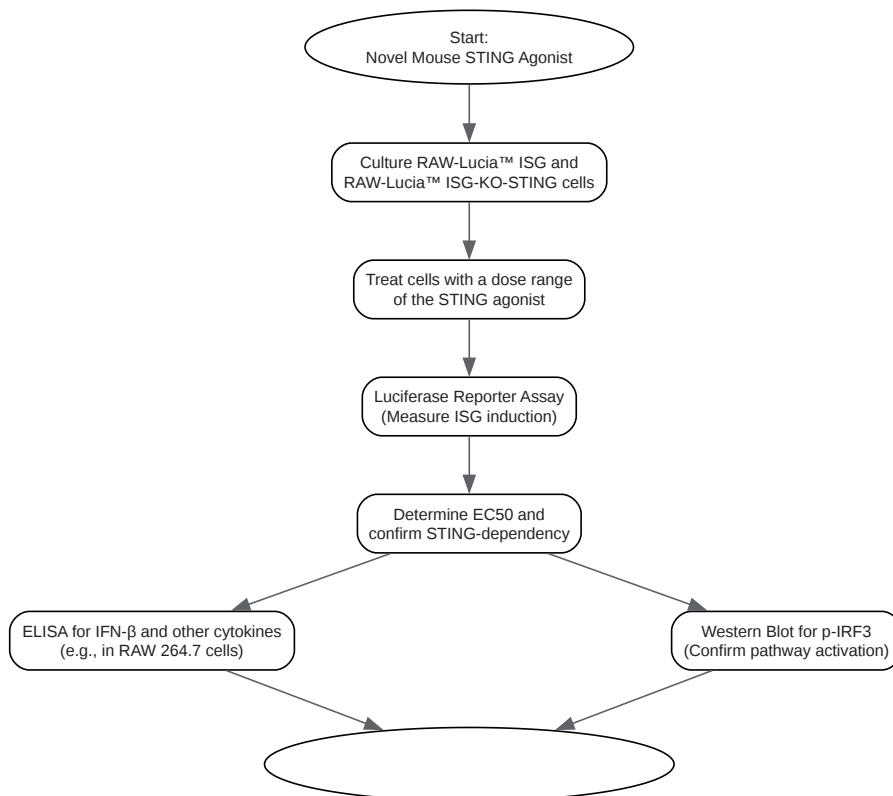 Start:
Novel Mouse STING Agonist
Culture RAW-Lucia™ ISG and
RAW-Lucia™ ISG-KO-STING cells
Treat cells with a dose range
of the STING agonist
Luciferase Reporter Assay
(Measure ISG induction)
Determine EC50 and
confirm STING-dependency
ELISA for IFN-β and other cytokines
(e.g., in RAW 264.7 cells)
Western Blot for p-IRF3
(Confirm pathway activation)